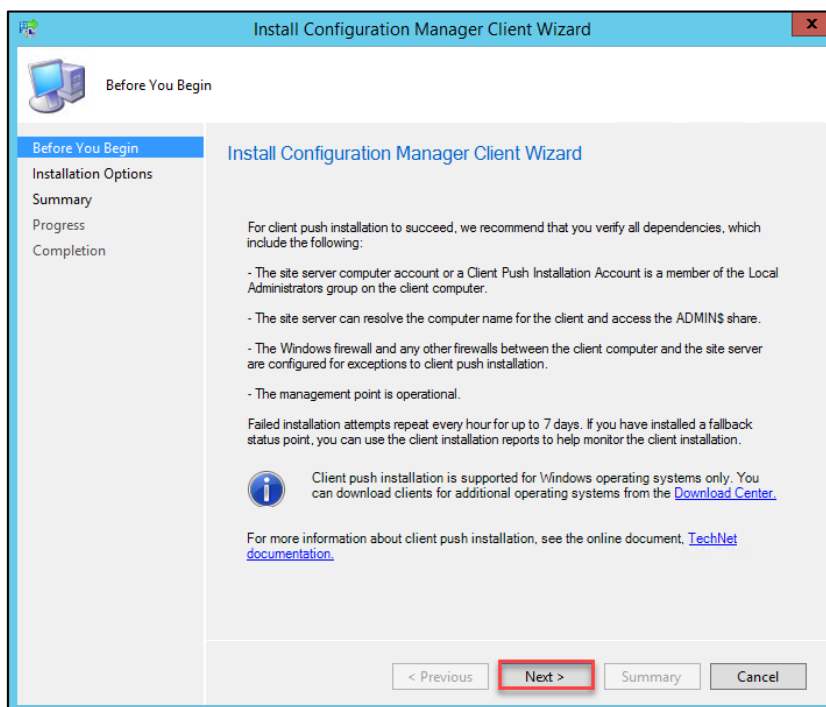 Install Configuration Manager Client Wizard
x
Before You Begin
Before You Begin
Installation Options
Summary
Progress
Completion
Install Configuration Manager Client Wizard
For client push installation to succeed, we recommend that you verify all dependencies, which
include the following:
- The site server computer account or a Client Push Installation Account is a member of the Local
Administrators group on the client computer.
- The site server can resolve the computer name for the client and access the ADMIN$ share.
- The Windows firewall and any other firewalls between the client computer and the site server
are configured for exceptions to client push installation.
- The management point is operational.
Failed installation attempts repeat every hour for up to 7 days. If you have installed a fallback
status point, you can use the client installation reports to help monitor the client installation.
Client push installation is supported for Windows operating systems only. You
can download clients for additional operating systems from the Download Center.
For more information about client push installation, see the online document, TechNet
documentation.
< Previous
Next >
Summary
Cancel